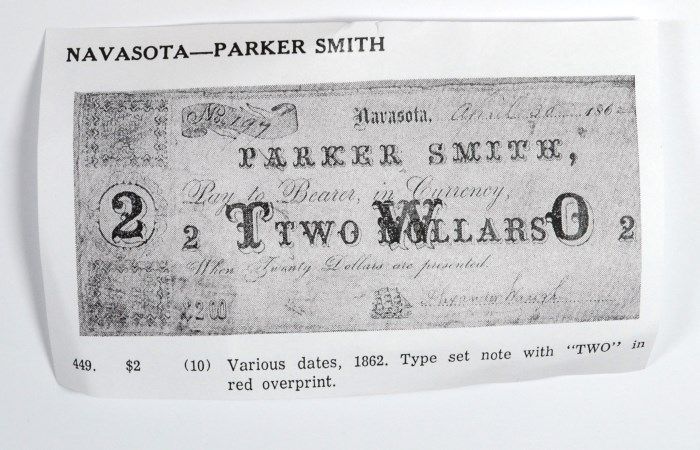 NAVASOTA—PARKER SMITH
No. 197
Navasota, April 30 1862
PARKER SMITH,
Pay to Bearer, in Currency,
2
2 TWO DOLLARS 2
TWO
When Twenty Dollars are presented.
$2 00
449. $2 (10) Various dates, 1862. Type set note with "TWO" in
red overprint.